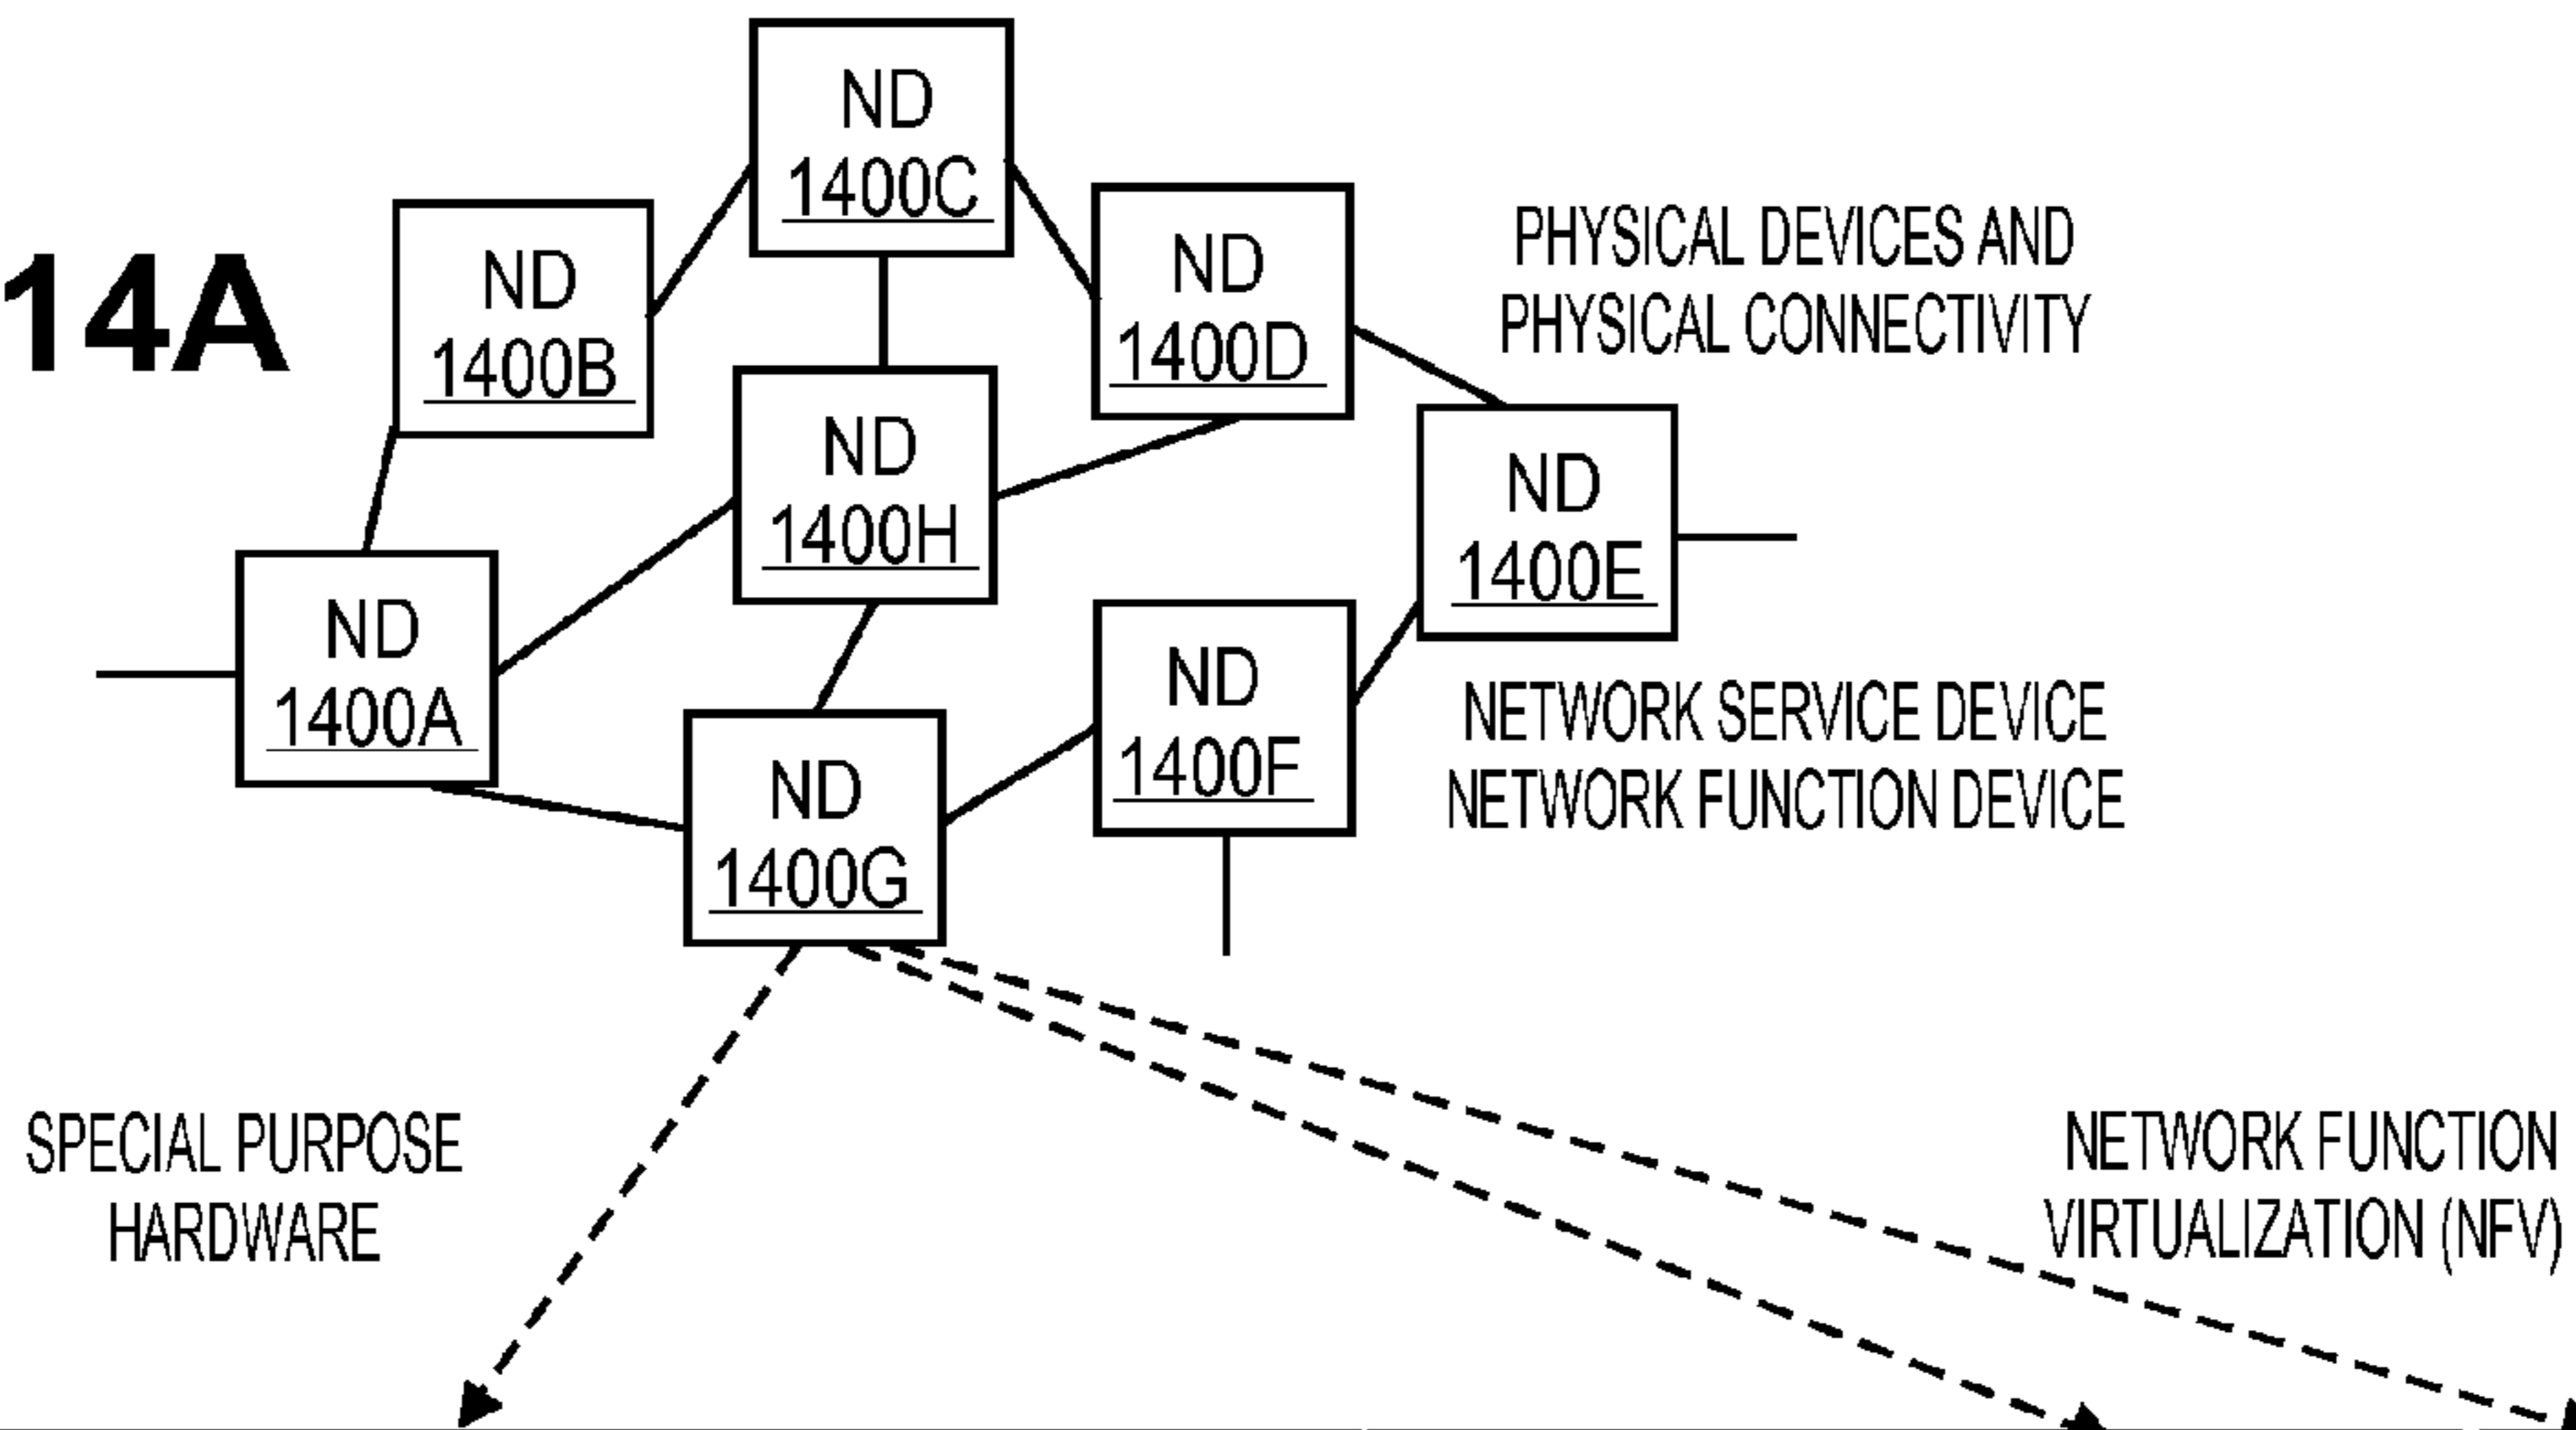 14A
ND
1400C
ND
1400B
ND
1400D
PHYSICAL DEVICES AND
PHYSICAL CONNECTIVITY
ND
1400H
ND
1400E
ND
1400A
ND
1400F
NETWORK SERVICE DEVICE
NETWORK FUNCTION DEVICE
ND
1400G
SPECIAL PURPOSE
HARDWARE
NETWORK FUNCTION
VIRTUALIZATION (NFV)